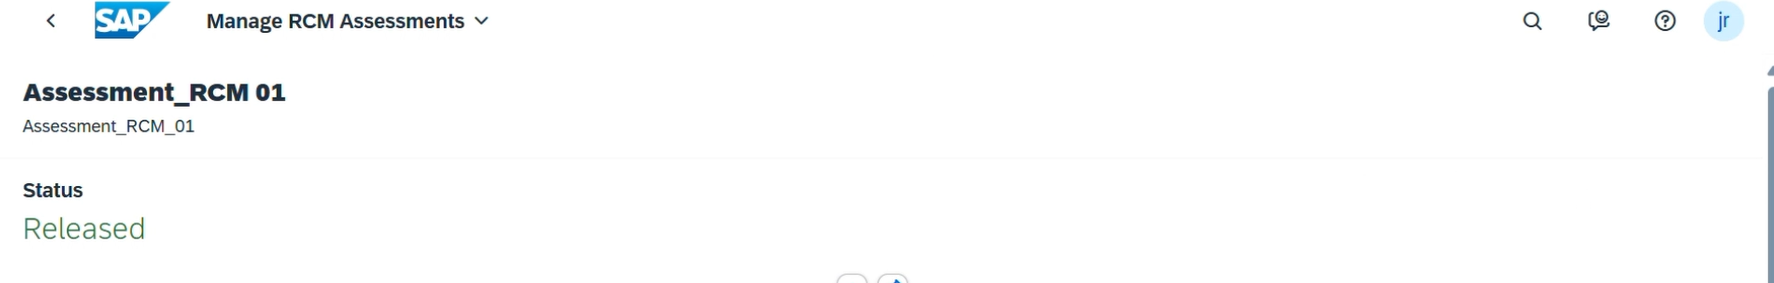 SAP Manage RCM Assessments jr
Assessment_RCM 01
Assessment_RCM_01
Status
Released